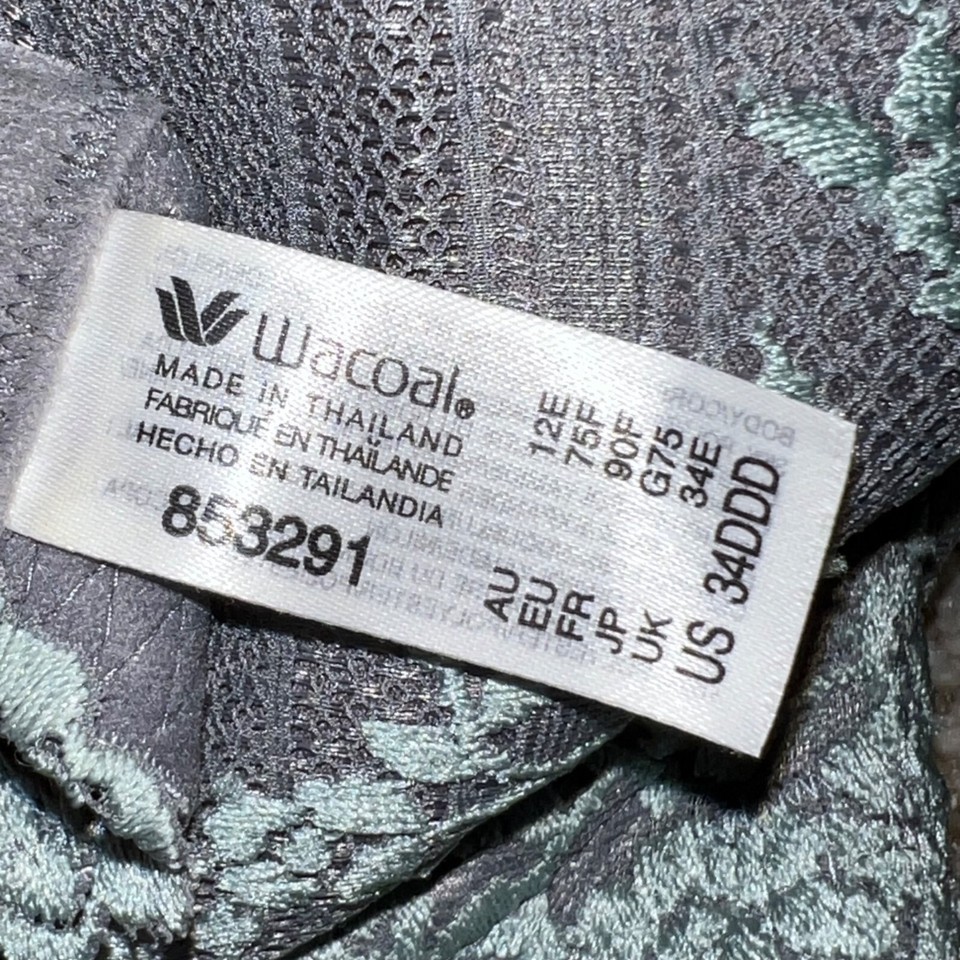 Wacoal®
MADE IN THAILAND
FABRIQUE EN THAÏLANDE
HECHO EN TAILANDIA
853291
AU 12E
EU 75F
FR 90F
JP G75
UK 34E
US 34DDD